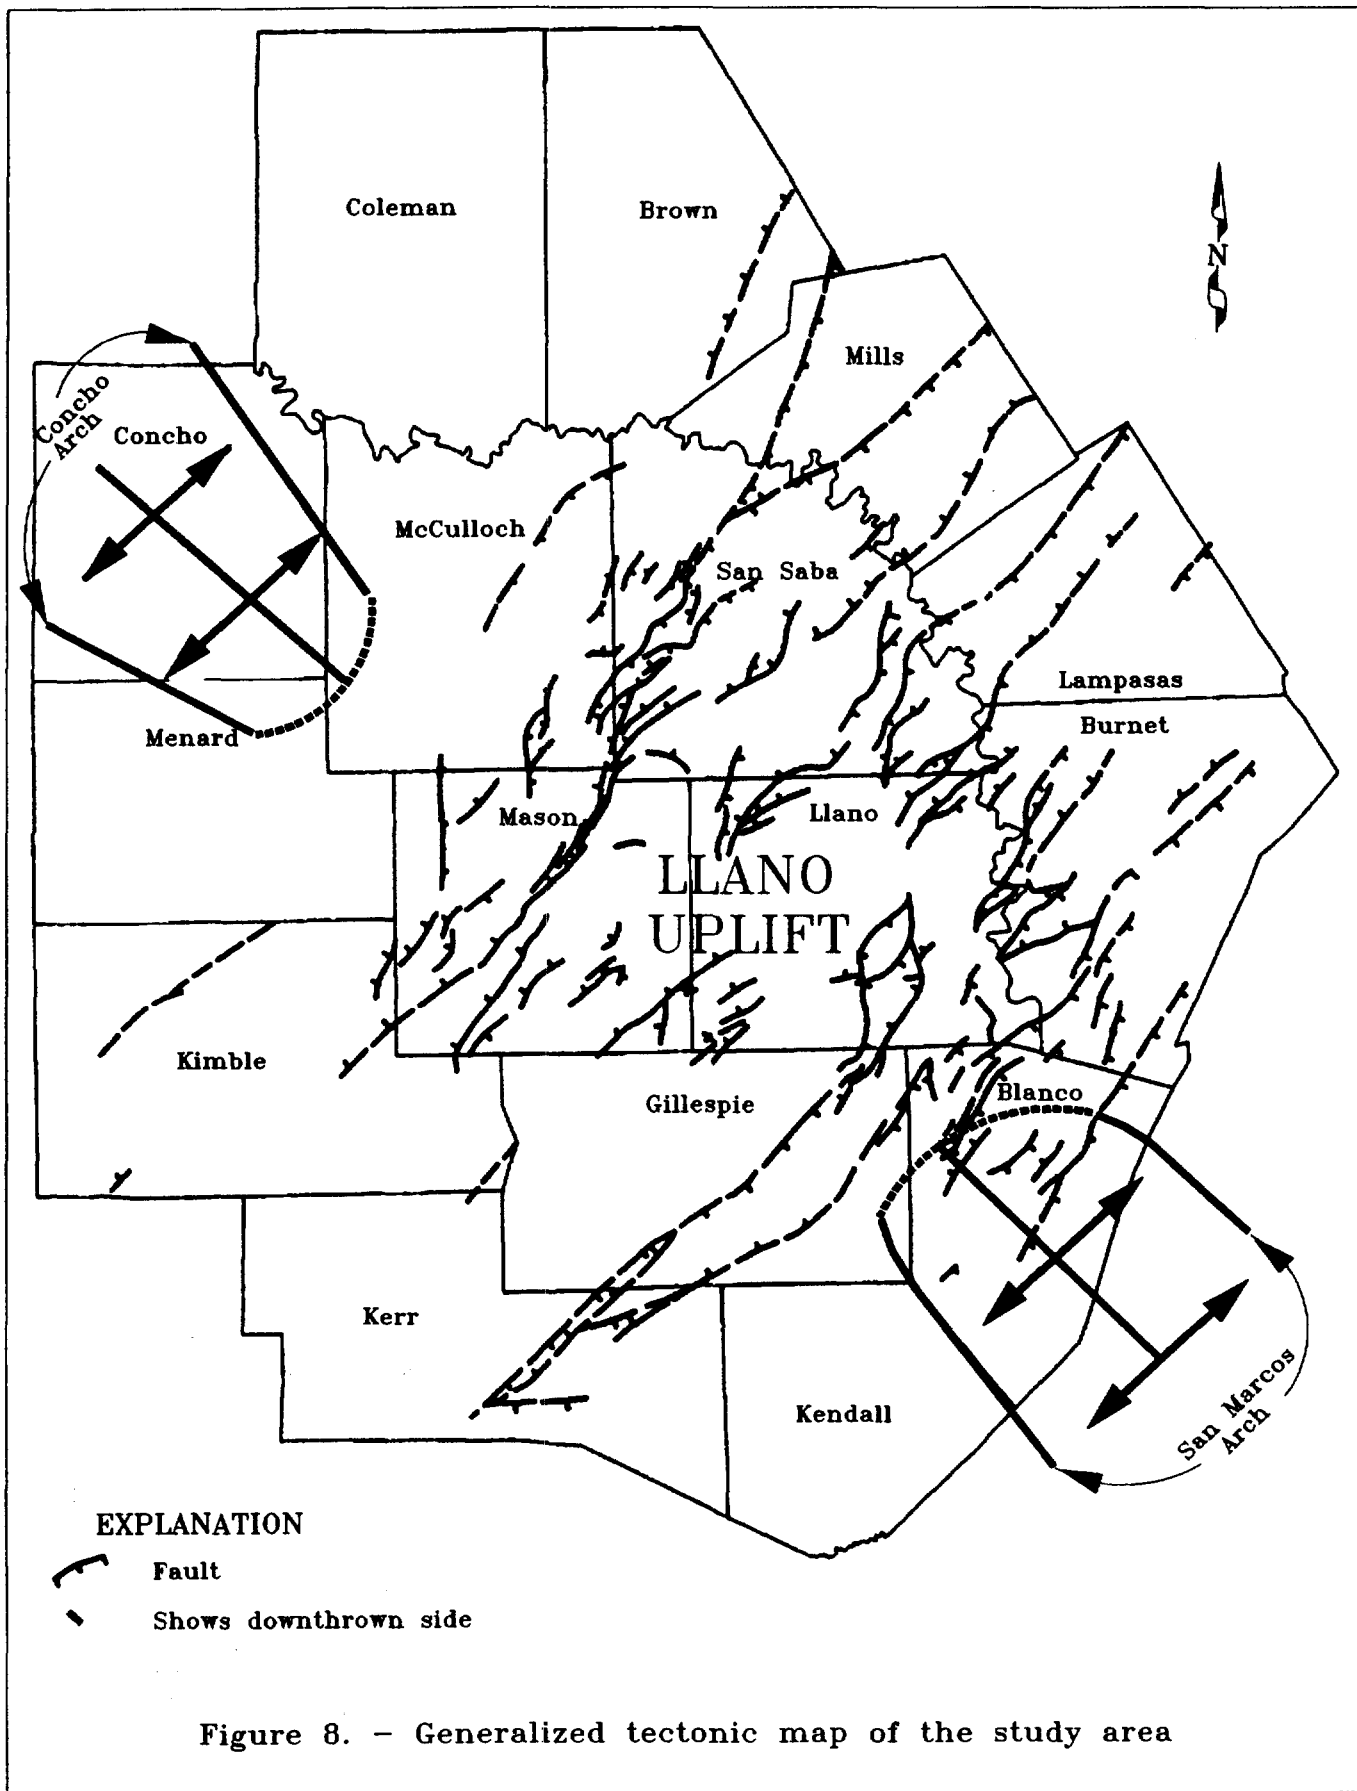 Coleman
Brown
N
Mills
Concho
Arch
Concho
McCulloch
San Saba
Lampasas
Menard
Burnet
Mason
Llano
LLANO
UPLIFT
Kimble
Gillespie
Blanco
Kerr
Kendall
San Marcos
Arch
EXPLANATION
Fault
Shows downthrown side
Figure 8. - Generalized tectonic map of the study area